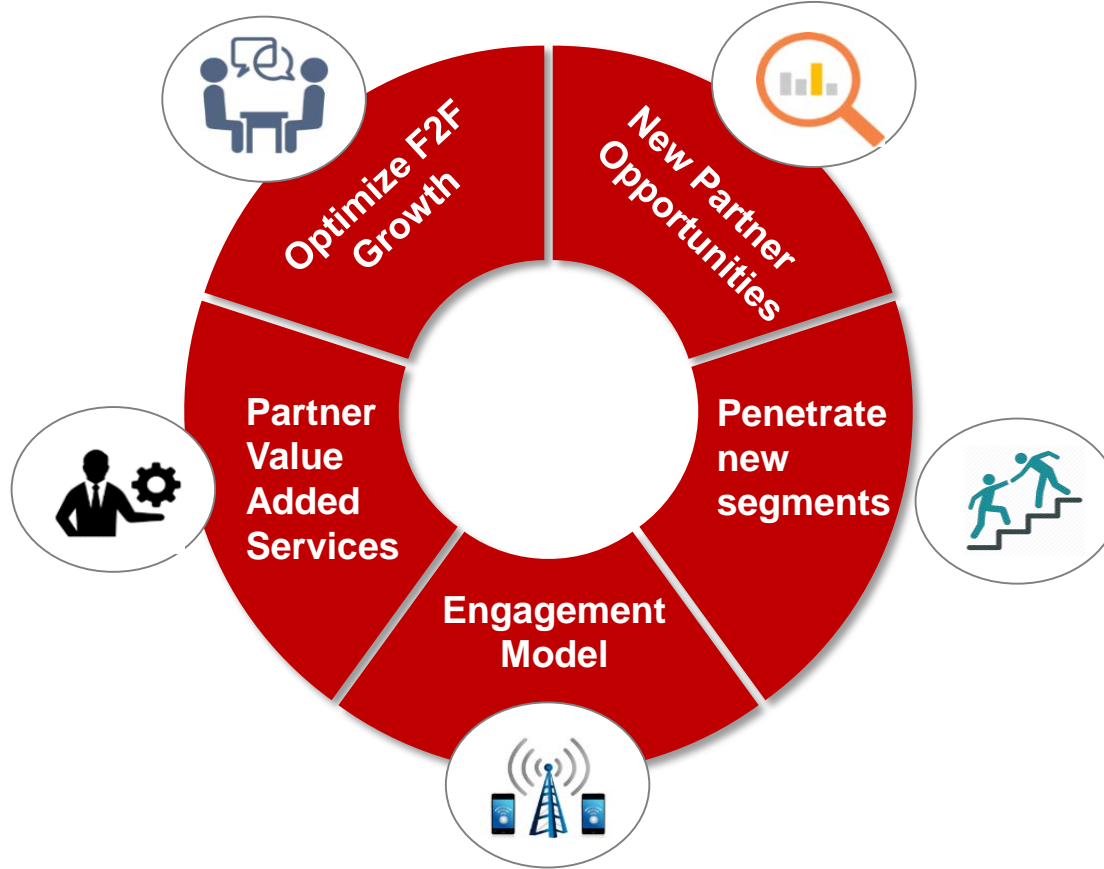 Optimize F2F
Growth
New Partner
Opportunities
Partner
Value
Added
Services
Penetrate
new
segments
Engagement
Model